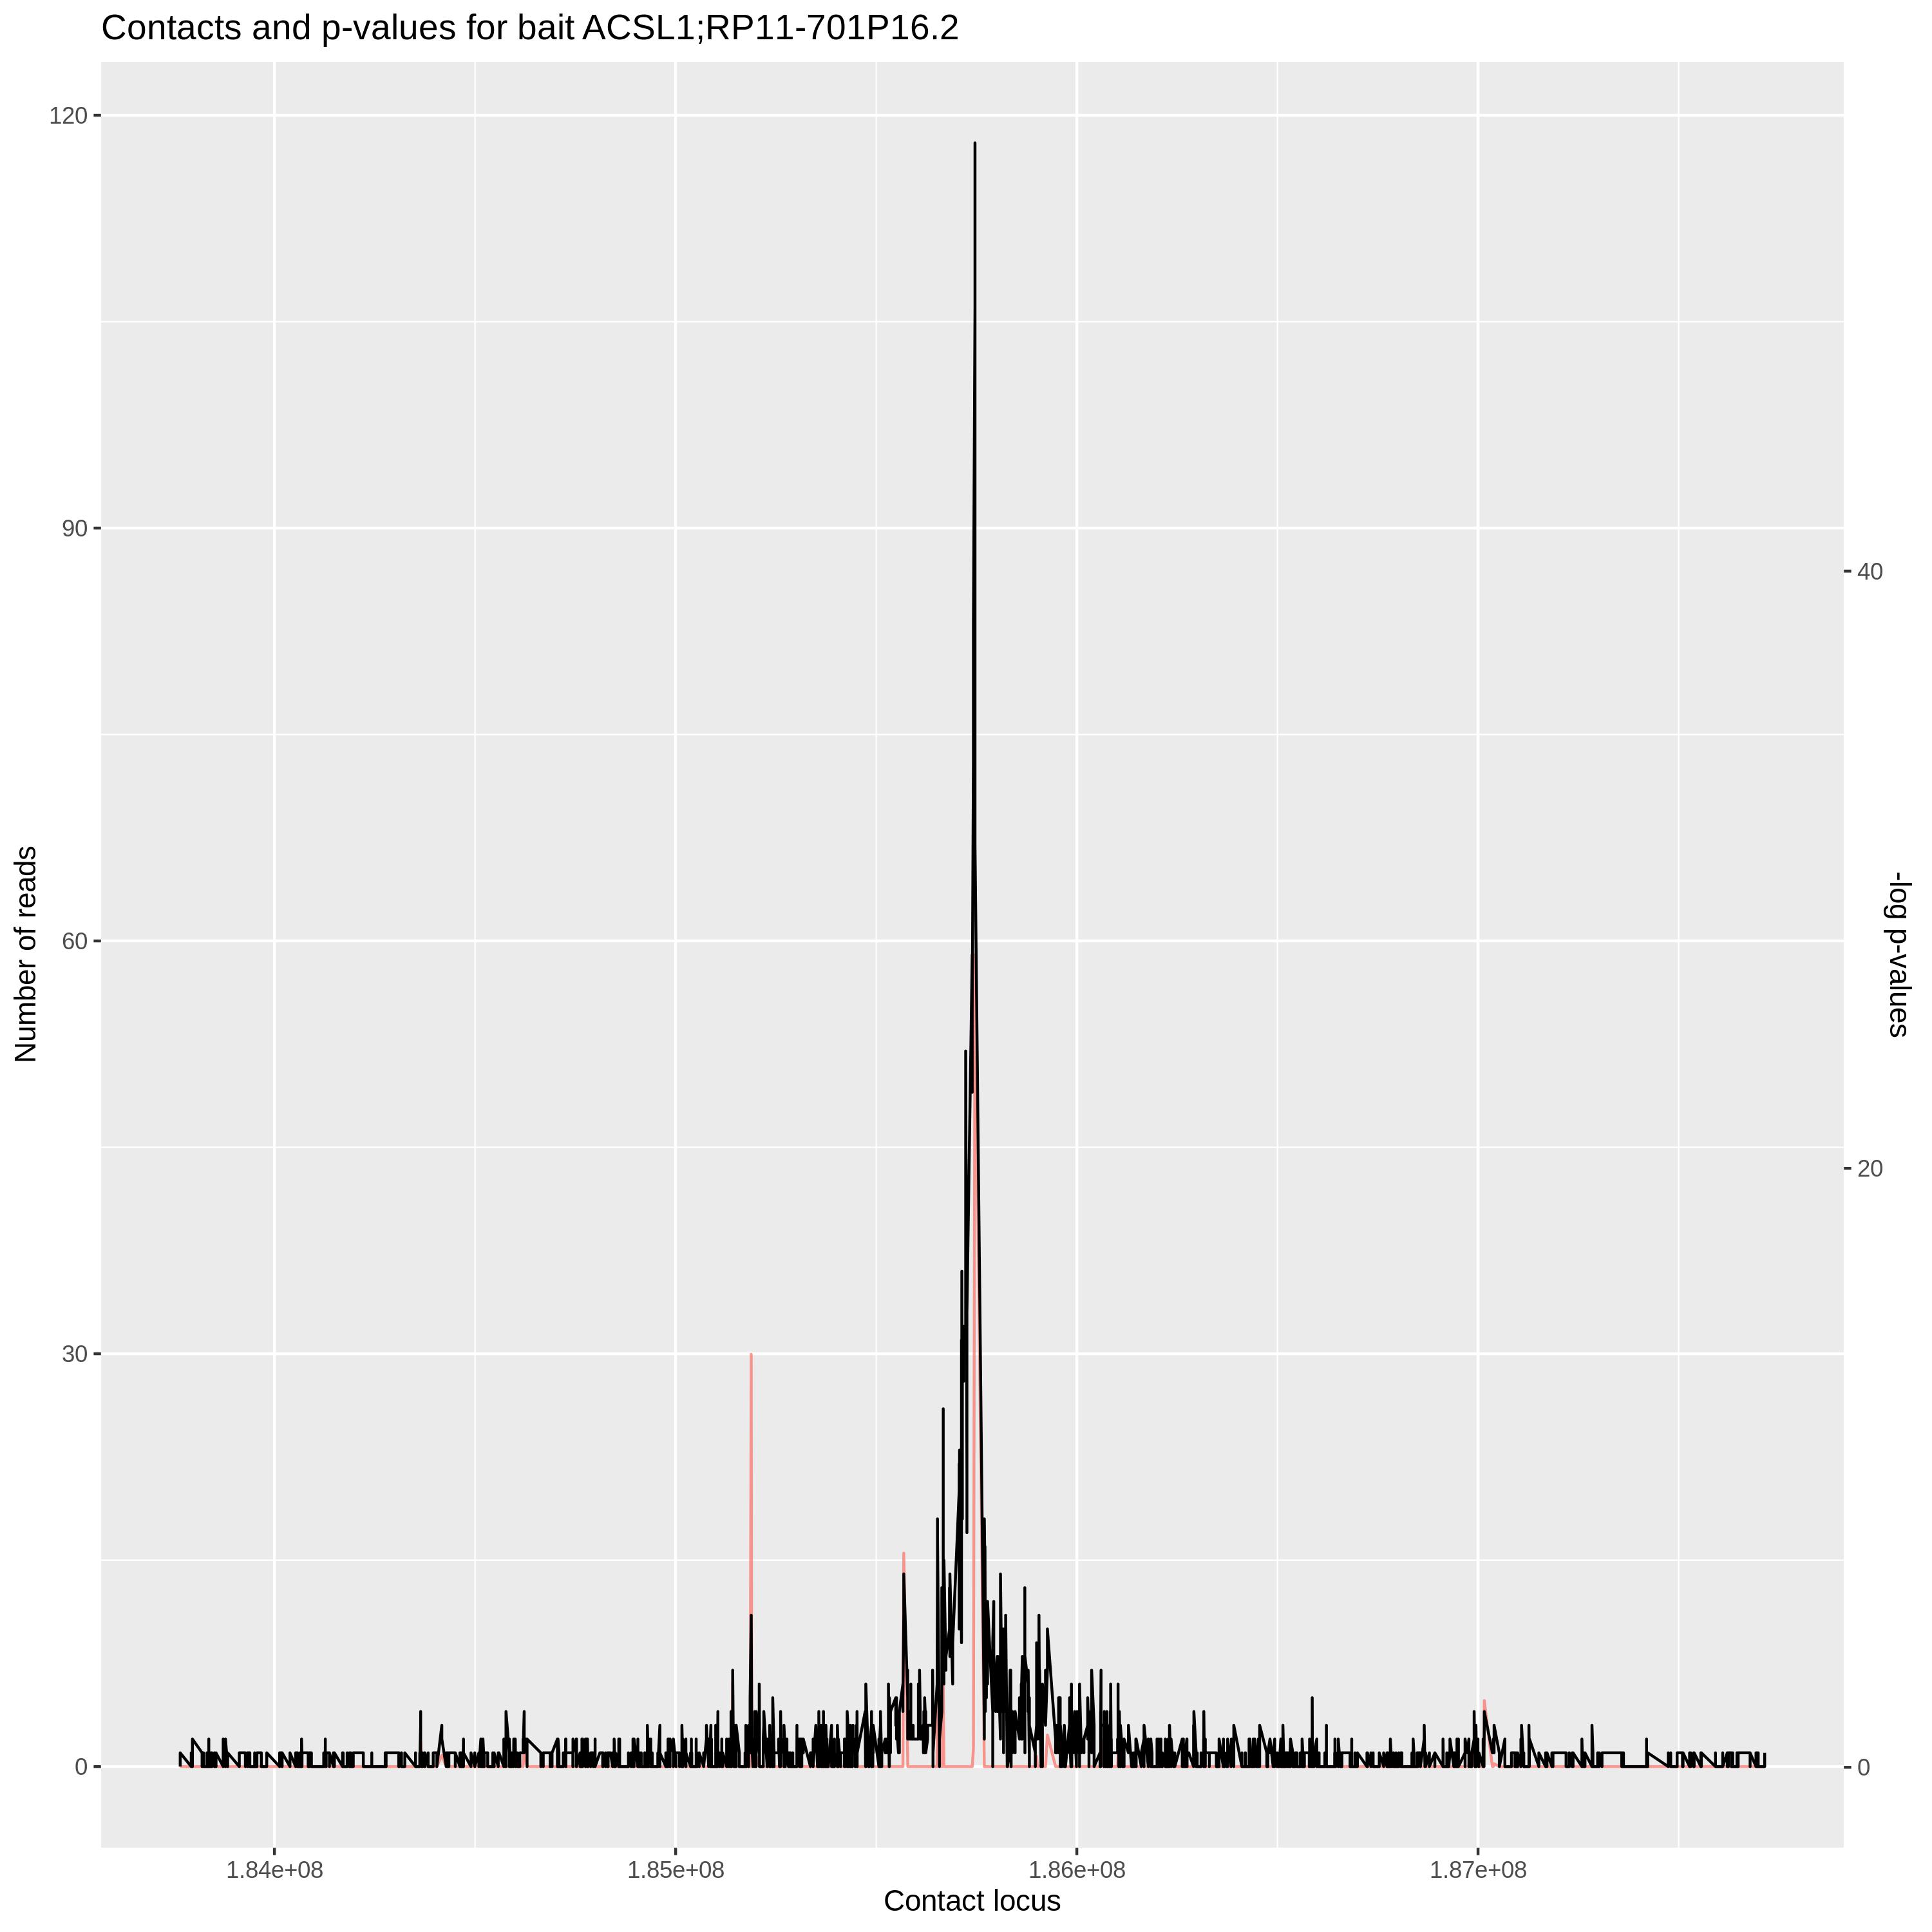 Contacts and p-values for bait ACSL1;RP11-701P16.2
120
90
60
30
0
Number of reads
40
20
0
-log p-values
1.84e+08
1.85e+08
1.86e+08
1.87e+08
Contact locus